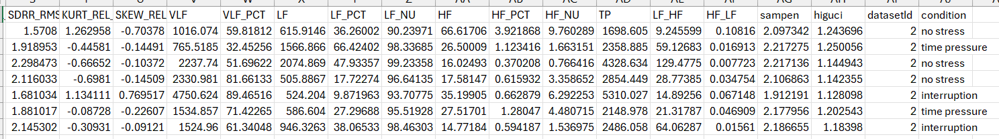 SDRR_RMS KURT_REL_ SKEW_REL VLF VLF_PCT LF LF_PCT LF_NU HF HF_PCT HF_NU TP LF_HF HF_LF sampen higuci datasetId condition
1.5708 1.262958 -0.70378 1016.074 59.81812 615.9146 36.26002 90.23971 66.61706 3.921868 9.760289 1698.605 9.245599 0.10816 2.097342 1.243696 2 no stress
1.918953 -0.44581 -0.14491 765.5185 32.45256 1566.866 66.42402 98.33685 26.50009 1.123416 1.663151 2358.885 59.12683 0.016913 2.217275 1.250056 2 time pressure
2.298473 -0.66652 -0.10372 2237.74 51.69622 2074.869 47.93357 99.23358 16.02493 0.370208 0.766416 4328.634 129.4775 0.007723 2.217136 1.144943 2 no stress
2.116033 -0.6981 -0.14509 2330.981 81.66133 505.8867 17.72274 96.64135 17.58147 0.615932 3.358652 2854.449 28.77385 0.034754 2.106863 1.142355 2 no stress
1.681034 1.134111 0.769517 4750.624 89.46516 524.204 9.871963 93.70775 35.19905 0.662879 6.292253 5310.027 14.89256 0.067148 1.912191 1.128098 2 interruption
1.881017 -0.08728 -0.22607 1534.857 71.42265 586.604 27.29688 95.51928 27.51701 1.28047 4.480715 2148.978 21.31787 0.046909 2.177956 1.202543 2 time pressure
2.145302 -0.30931 -0.09121 1524.96 61.34048 946.3263 38.06533 98.46303 14.77184 0.594187 1.536975 2486.058 64.06287 0.01561 2.186655 1.18398 2 interruption